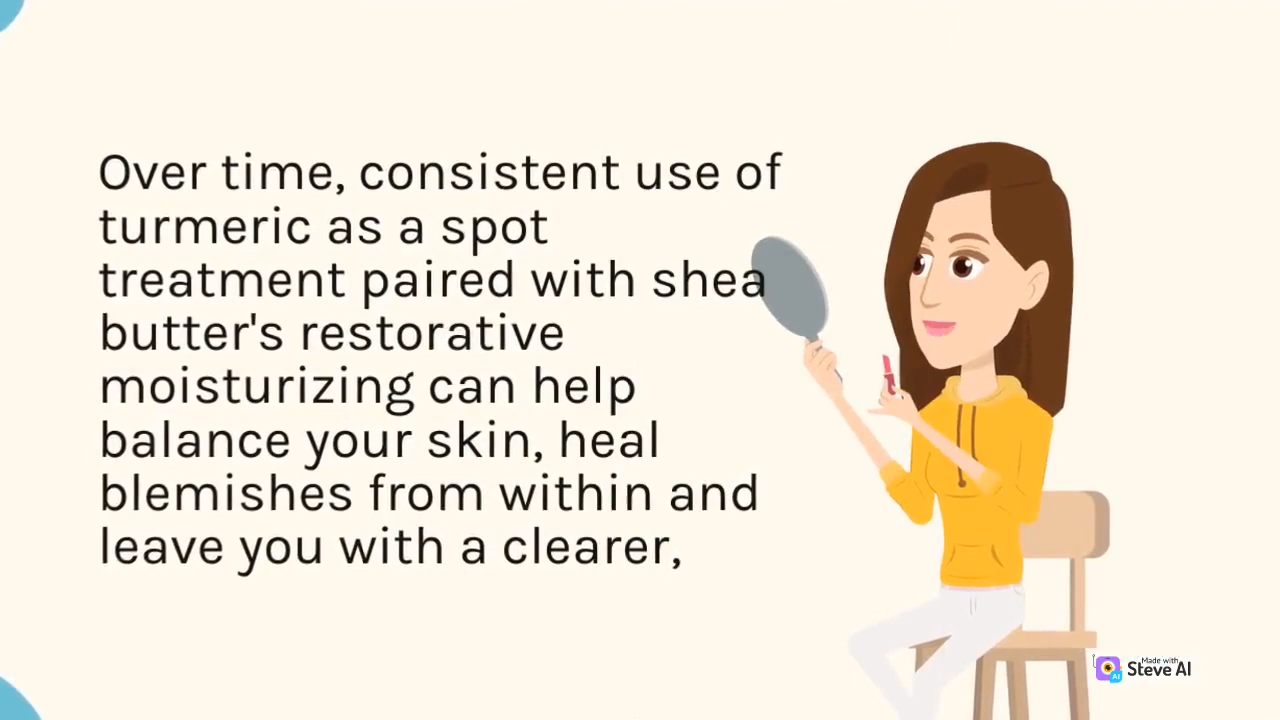 Over time, consistent use of
turmeric as a spot
treatment paired with shea
butter's restorative
moisturizing can help
balance your skin, heal
blemishes from within and
leave you with a clearer,
Made with
Steve AI
AI